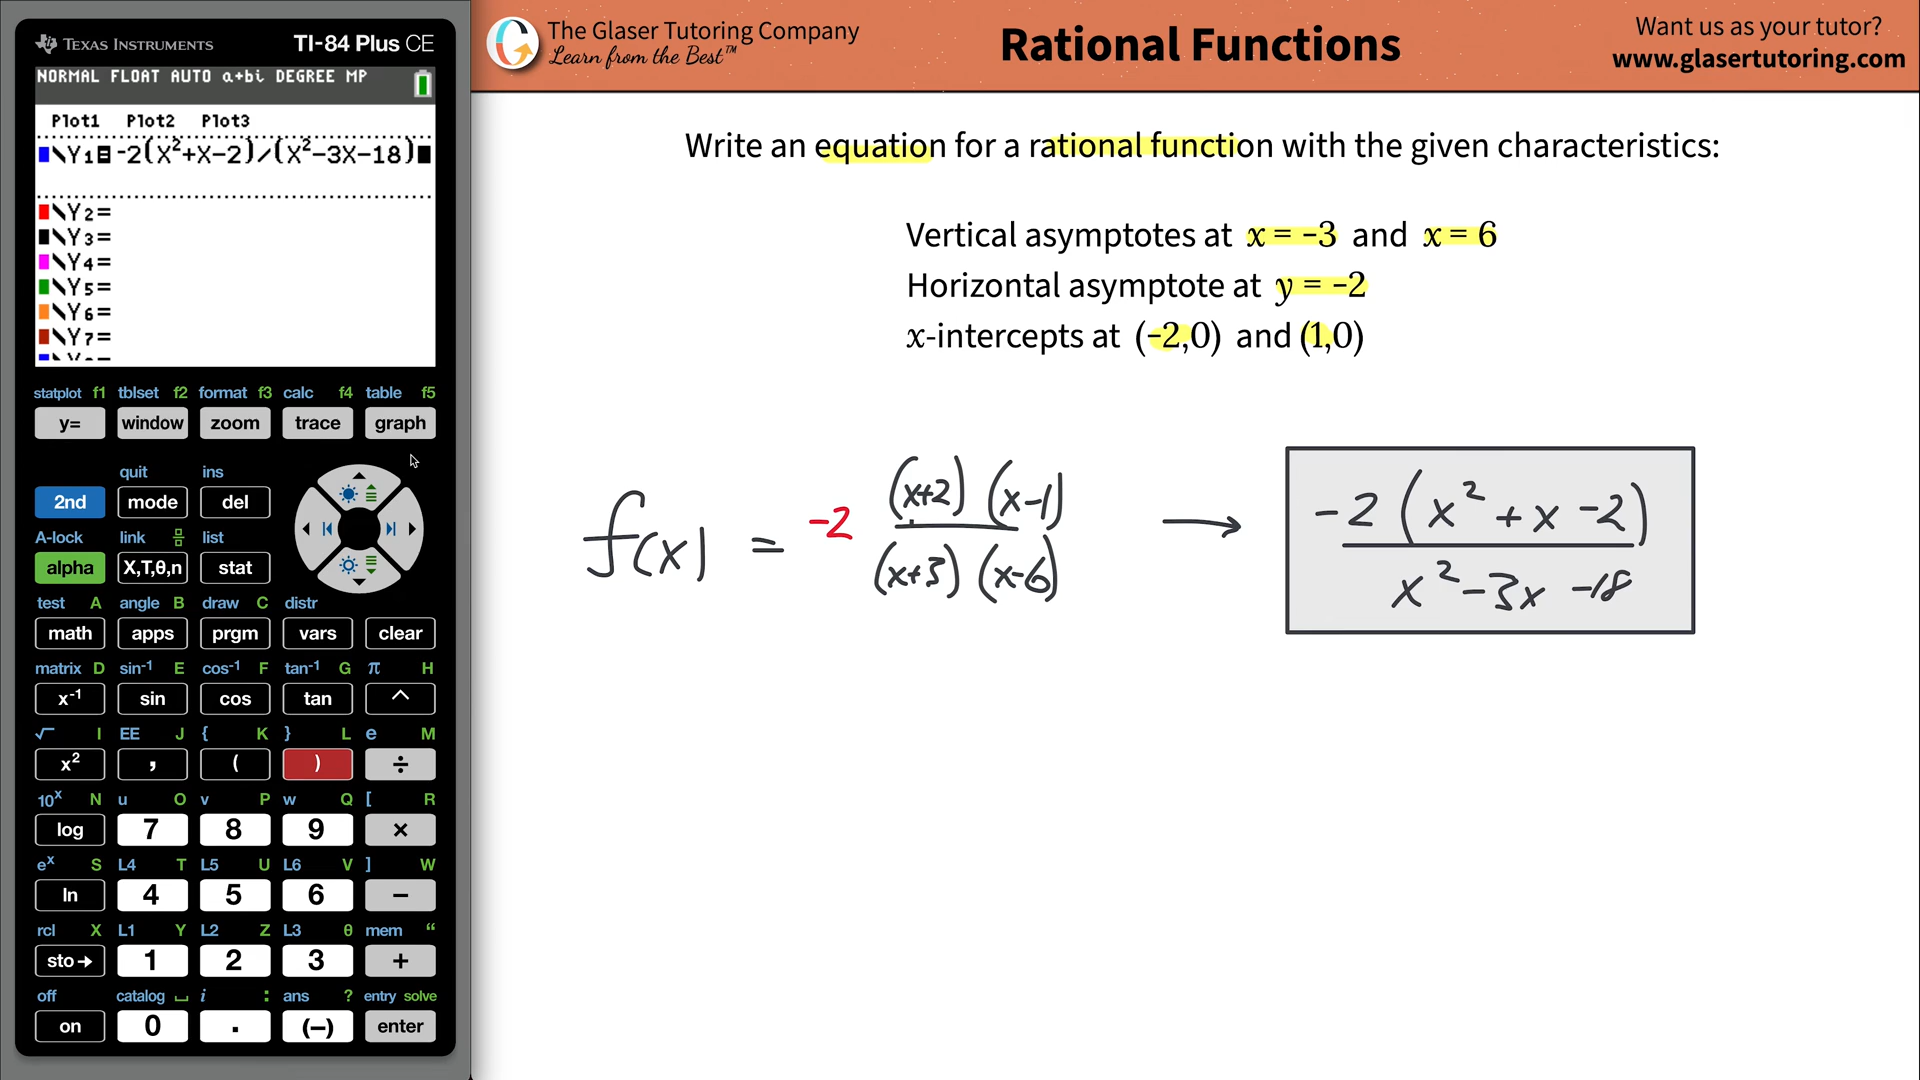 TEXAS INSTRUMENTS TI-84 Plus CE
NORMAL FLOAT AUTO a+bi DEGREE MP
Plot1 Plot2 Plot3
\Y1=-2(X²+X-2)/(X²-3X-18)
\Y2=
\Y3=
\Y4=
\Y5=
\Y6=
\Y7=
statplot f1 tblset f2 format f3 calc f4 table f5
y= window zoom trace graph
quit ins
2nd mode del
A-lock link list
alpha X,T,θ,n stat
test A angle B draw C distr
math apps prgm vars clear
matrix D sin⁻¹ E cos⁻¹ F tan⁻¹ G π H
x⁻¹ sin cos tan ^
√ I EE J { K } L e M
x² , ( ) ÷
10ˣ N u O v P w Q [ R
log 7 8 9 ×
eˣ S L4 T L5 U L6 V ] W
ln 4 5 6 −
rcl X L1 Y L2 Z L3 θ mem “
sto→ 1 2 3 +
off catalog ⎵ i : ans ? entry solve
on 0 . (−) enter
The Glaser Tutoring Company
Learn from the Best™
Rational Functions
Want us as your tutor?
www.glasertutoring.com
Write an equation for a rational function with the given characteristics:
Vertical asymptotes at x = -3 and x = 6
Horizontal asymptote at y = -2
x-intercepts at (-2,0) and (1,0)
f(x) = -2 (x+2) (x-1) / (x+3) (x-6) → -2 (x² + x - 2) / x² - 3x - 18